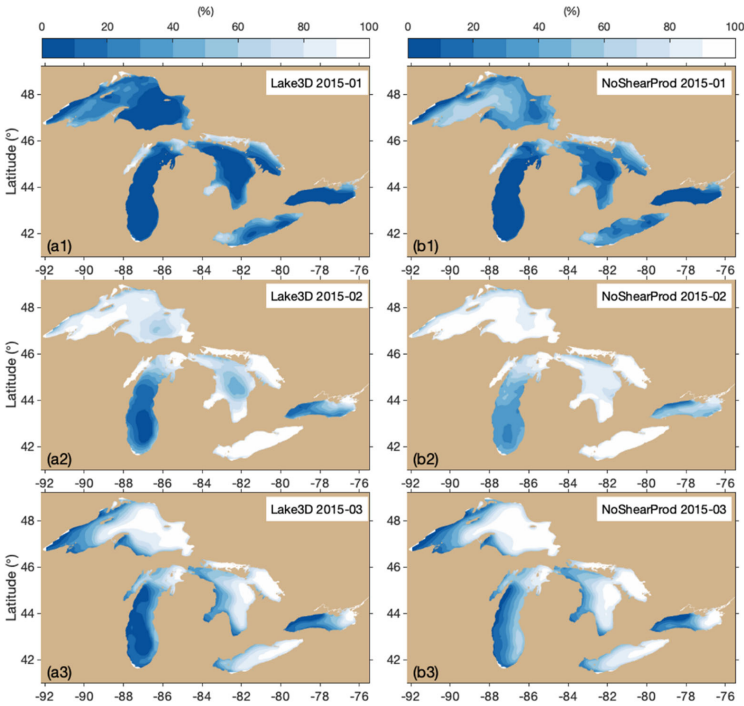 (%) (%)
0 20 40 60 80 100 0 20 40 60 80 100
Lake3D 2015-01 NoShearProd 2015-01
48
46
44
42
Latitude (°)
(a1) (b1)
-92 -90 -88 -86 -84 -82 -80 -78 -76 -92 -90 -88 -86 -84 -82 -80 -78 -76
Lake3D 2015-02 NoShearProd 2015-02
48
46
44
42
Latitude (°)
(a2) (b2)
-92 -90 -88 -86 -84 -82 -80 -78 -76 -92 -90 -88 -86 -84 -82 -80 -78 -76
Lake3D 2015-03 NoShearProd 2015-03
48
46
44
42
Latitude (°)
(a3) (b3)
-92 -90 -88 -86 -84 -82 -80 -78 -76 -92 -90 -88 -86 -84 -82 -80 -78 -76